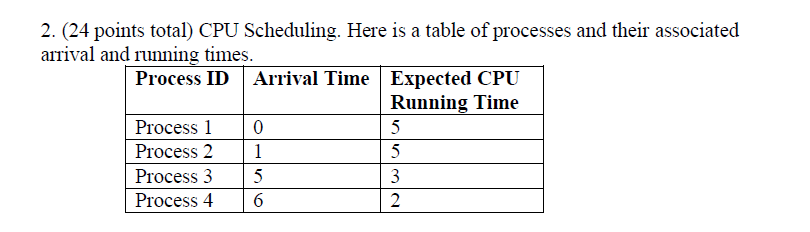 2. (24 points total) CPU Scheduling. Here is a table of processes and their associated
arrival and running times.
Process ID Arrival Time Expected CPU
Running Time
Process 1 0 5
Process 2 1 5
Process 3 5 3
Process 4 6 2